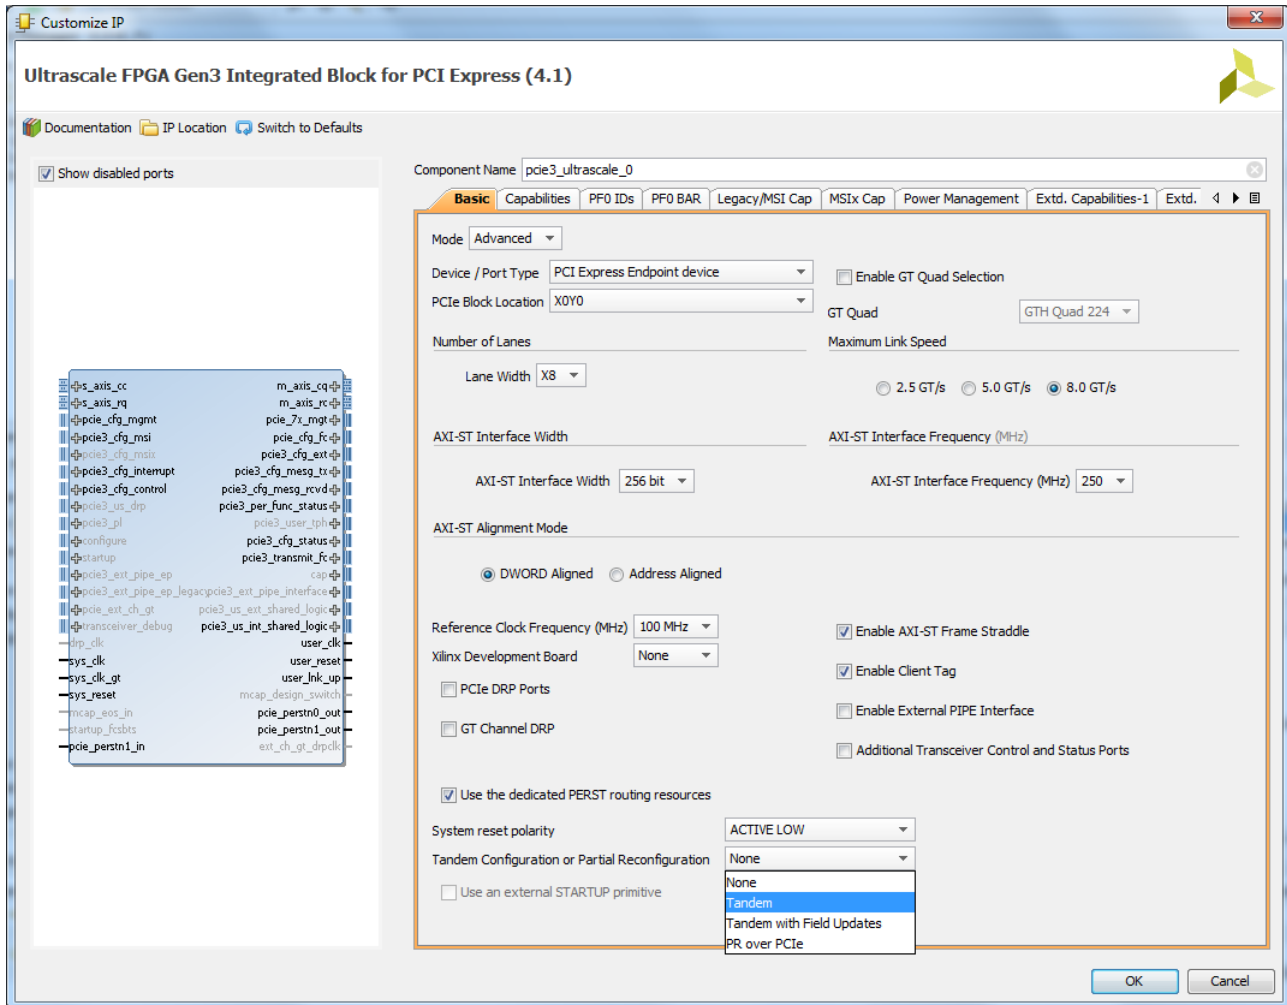 Customize IP
Ultrascale FPGA Gen3 Integrated Block for PCI Express (4.1)
Documentation IP Location Switch to Defaults
Show disabled ports
s_axis_cc m_axis_cq
s_axis_rq m_axis_rc
pcie_cfg_mgmt pcie_7x_mgt
pcie3_cfg_msi pcie_cfg_fc
pcie3_cfg_msix pcie3_cfg_ext
pcie3_cfg_interrupt pcie3_cfg_mesg_tx
pcie3_cfg_control pcie3_cfg_mesg_rcvd
pcie3_us_drp pcie3_per_func_status
pcie3_pl pcie3_user_tph
configure pcie3_cfg_status
startup pcie3_transmit_fc
pcie3_ext_pipe_ep cap
pcie3_ext_pipe_ep_legacy pcie3_ext_pipe_interface
pcie_ext_ch_gt pcie3_us_ext_shared_logic
transceiver_debug pcie3_us_int_shared_logic
drp_clk user_clk
sys_clk user_reset
sys_clk_gt user_lnk_up
sys_reset mcap_design_switch
mcap_eos_in pcie_perstn0_out
startup_fcsbts pcie_perstn1_out
pcie_perstn1_in ext_ch_gt_drpclk
Component Name pcie3_ultrascale_0
Basic Capabilities PF0 IDs PF0 BAR Legacy/MSI Cap MSIx Cap Power Management Extd. Capabilities-1 Extd.
Mode Advanced
Device / Port Type PCI Express Endpoint device
Enable GT Quad Selection
PCIe Block Location X0Y0
GT Quad GTH Quad 224
Number of Lanes
Maximum Link Speed
Lane Width X8
2.5 GT/s 5.0 GT/s 8.0 GT/s
AXI-ST Interface Width
AXI-ST Interface Frequency (MHz)
AXI-ST Interface Width 256 bit
AXI-ST Interface Frequency (MHz) 250
AXI-ST Alignment Mode
DWORD Aligned Address Aligned
Reference Clock Frequency (MHz) 100 MHz
Enable AXI-ST Frame Straddle
Xilinx Development Board None
Enable Client Tag
PCIe DRP Ports
Enable External PIPE Interface
GT Channel DRP
Additional Transceiver Control and Status Ports
Use the dedicated PERST routing resources
System reset polarity ACTIVE LOW
Tandem Configuration or Partial Reconfiguration None
Use an external STARTUP primitive
None
Tandem
Tandem with Field Updates
PR over PCIe
OK Cancel